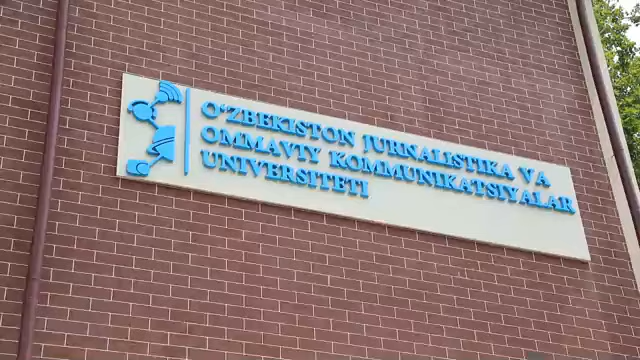 O‘ZBEKISTON JURNALISTIKA VA
OMMAVIY KOMMUNIKATSIYALAR
UNIVERSITETI